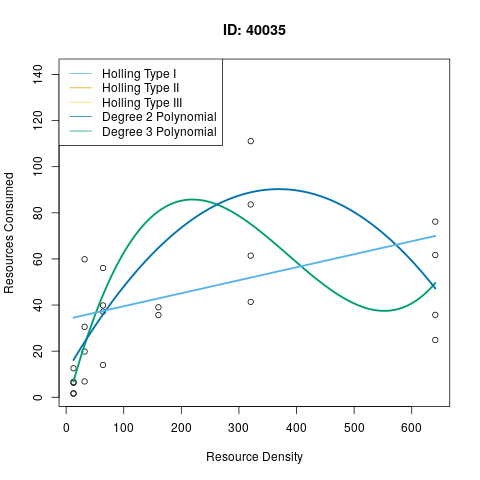 ID: 40035
Holling Type I
Holling Type II
Holling Type III
Degree 2 Polynomial
Degree 3 Polynomial
Resources Consumed
140
120
100
80
60
40
20
0
0 100 200 300 400 500 600
Resource Density